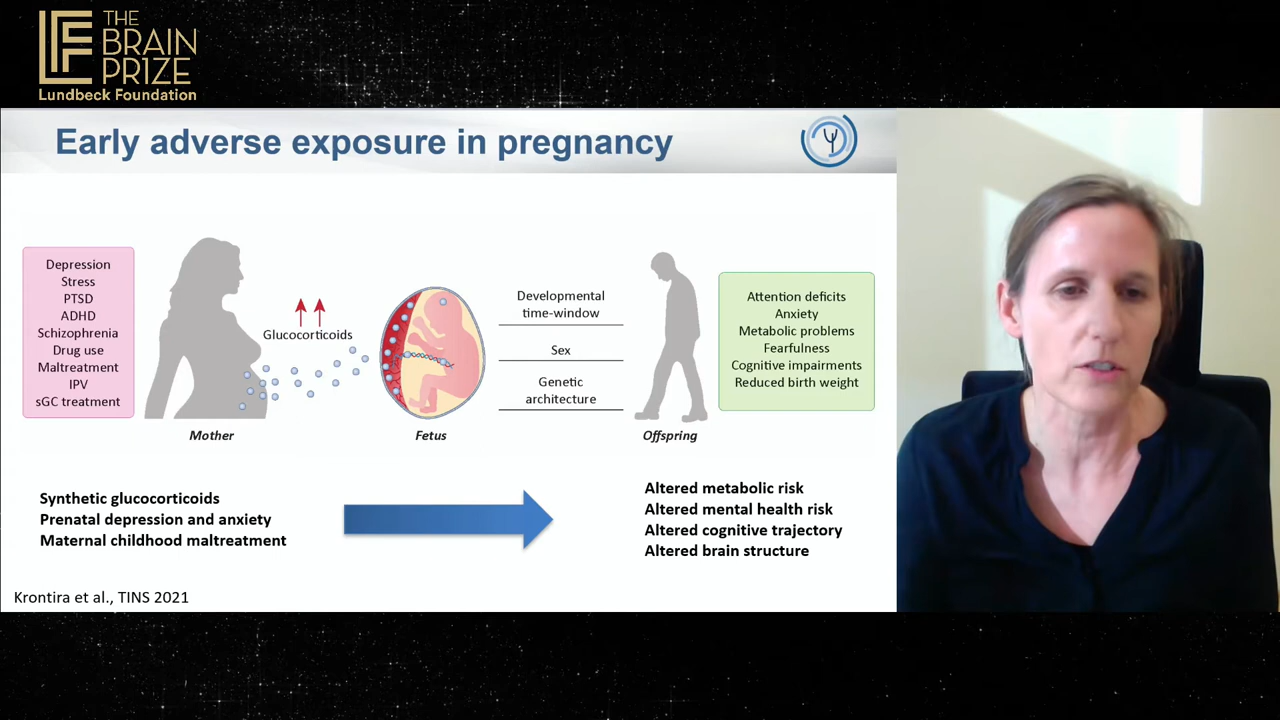 THE
BRAIN
PRIZE
Lundbeck Foundation
Early adverse exposure in pregnancy
Depression
Stress
PTSD
ADHD
Schizophrenia
Drug use
Maltreatment
IPV
sGC treatment
Glucocorticoids
Developmental
time-window
Sex
Genetic
architecture
Attention deficits
Anxiety
Metabolic problems
Fearfulness
Cognitive impairments
Reduced birth weight
Mother
Fetus
Offspring
Synthetic glucocorticoids
Prenatal depression and anxiety
Maternal childhood maltreatment
Altered metabolic risk
Altered mental health risk
Altered cognitive trajectory
Altered brain structure
Krontira et al., TINS 2021